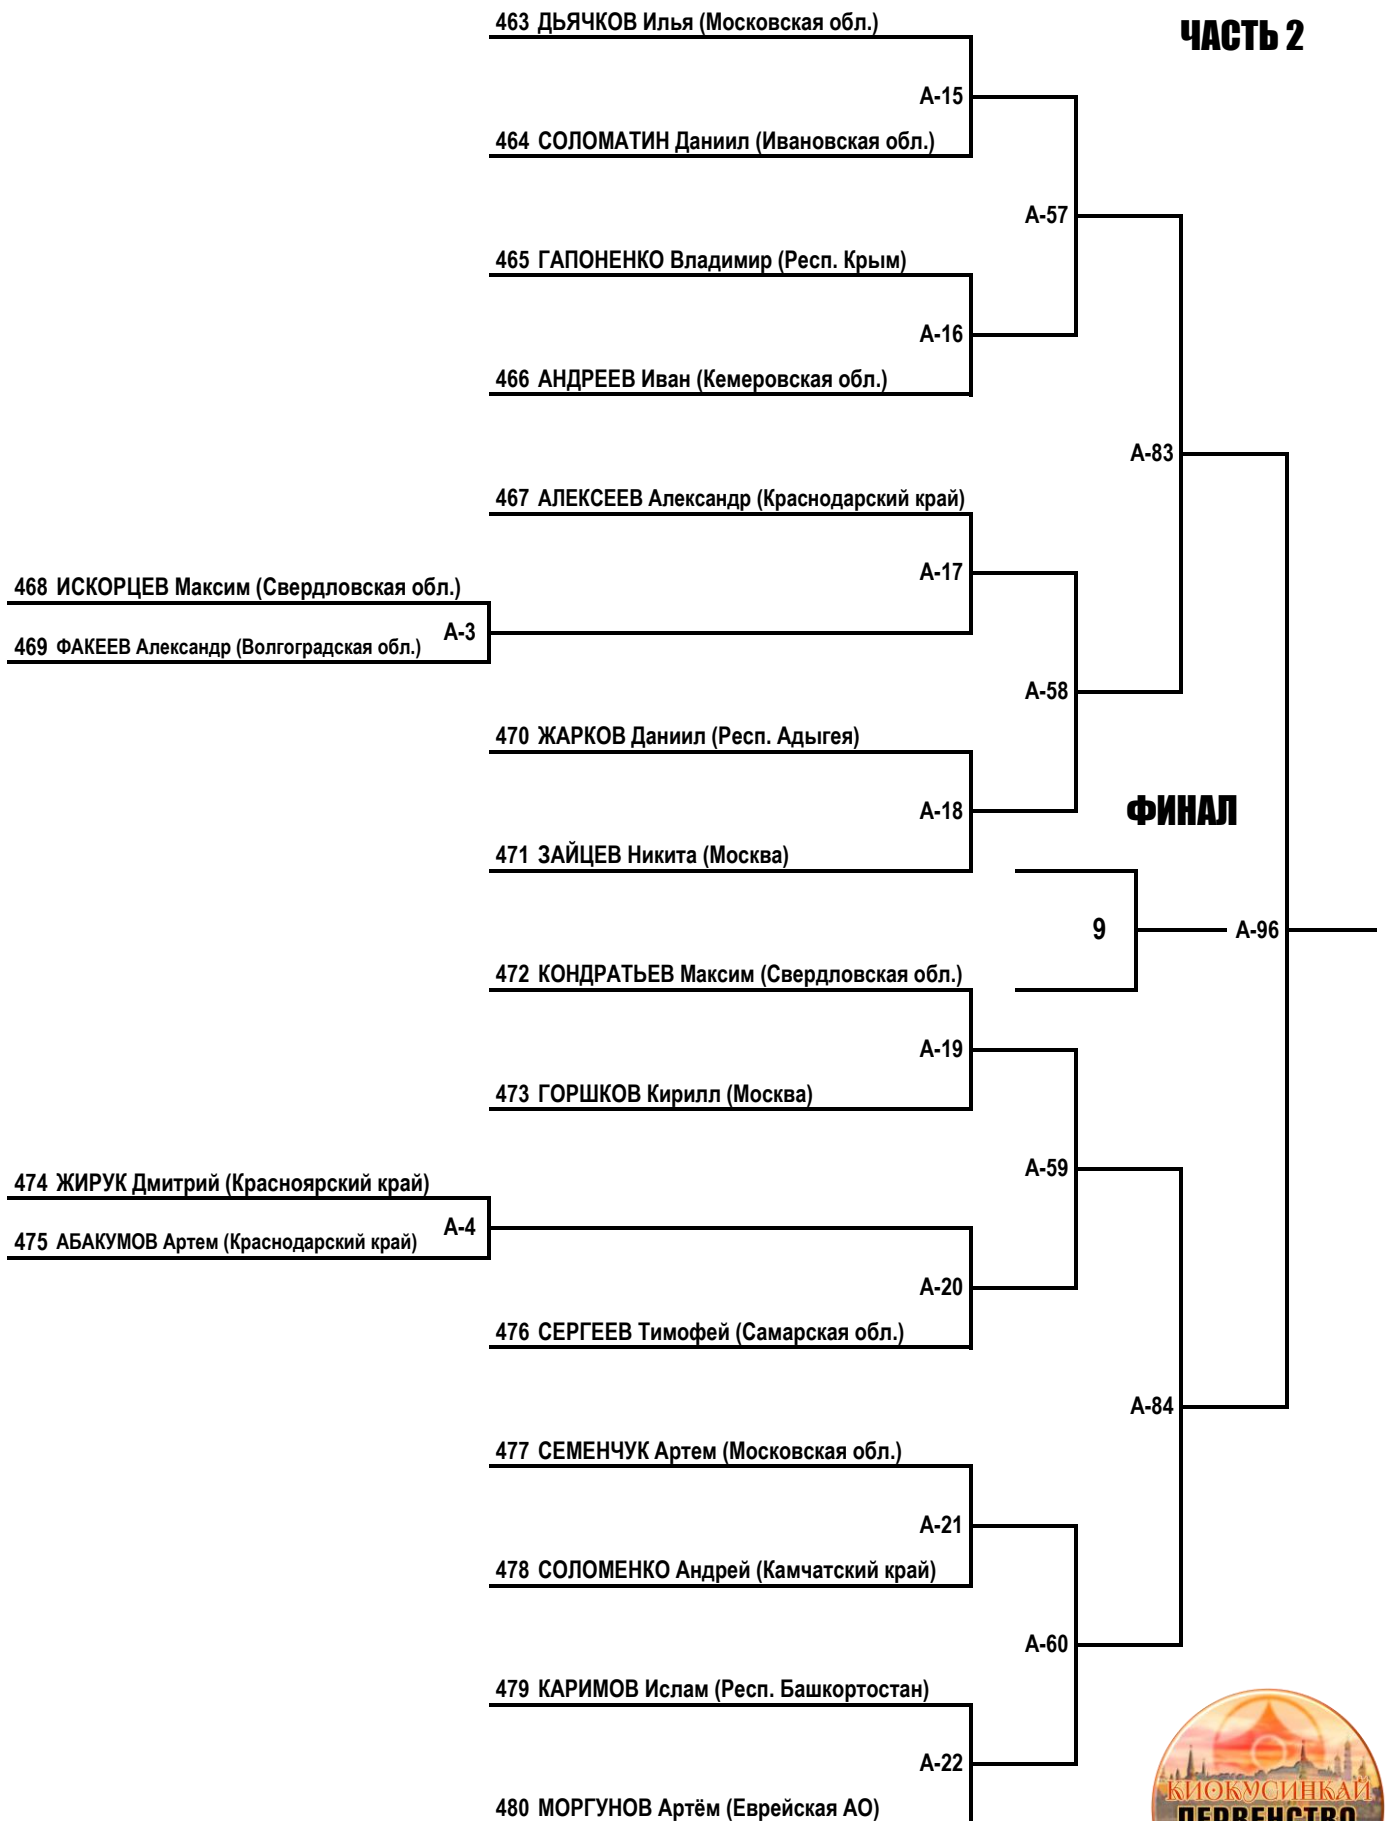 463 ДЬЯЧКОВ Илья (Московская обл.)
ЧАСТЬ 2
А-15
464 СОЛОМАТИН Даниил (Ивановская обл.)
А-57
465 ГАПОНЕНКО Владимир (Респ. Крым)
А-16
466 АНДРЕЕВ Иван (Кемеровская обл.)
А-83
467 АЛЕКСЕЕВ Александр (Краснодарский край)
А-17
468 ИСКОРЦЕВ Максим (Свердловская обл.)
А-3
469 ФАКЕЕВ Александр (Волгоградская обл.)
А-58
470 ЖАРКОВ Даниил (Респ. Адыгея)
А-18
ФИНАЛ
471 ЗАЙЦЕВ Никита (Москва)
9
А-96
472 КОНДРАТЬЕВ Максим (Свердловская обл.)
А-19
473 ГОРШКОВ Кирилл (Москва)
А-59
474 ЖИРУК Дмитрий (Красноярский край)
А-4
475 АБАКУМОВ Артем (Краснодарский край)
А-20
476 СЕРГЕЕВ Тимофей (Самарская обл.)
А-84
477 СЕМЕНЧУК Артем (Московская обл.)
А-21
478 СОЛОМЕНКО Андрей (Камчатский край)
А-60
479 КАРИМОВ Ислам (Респ. Башкортостан)
А-22
КИОКУСИНКАЙ
480 МОРГУНОВ Артём (Еврейская АО)
ПЕРВЕНСТВО